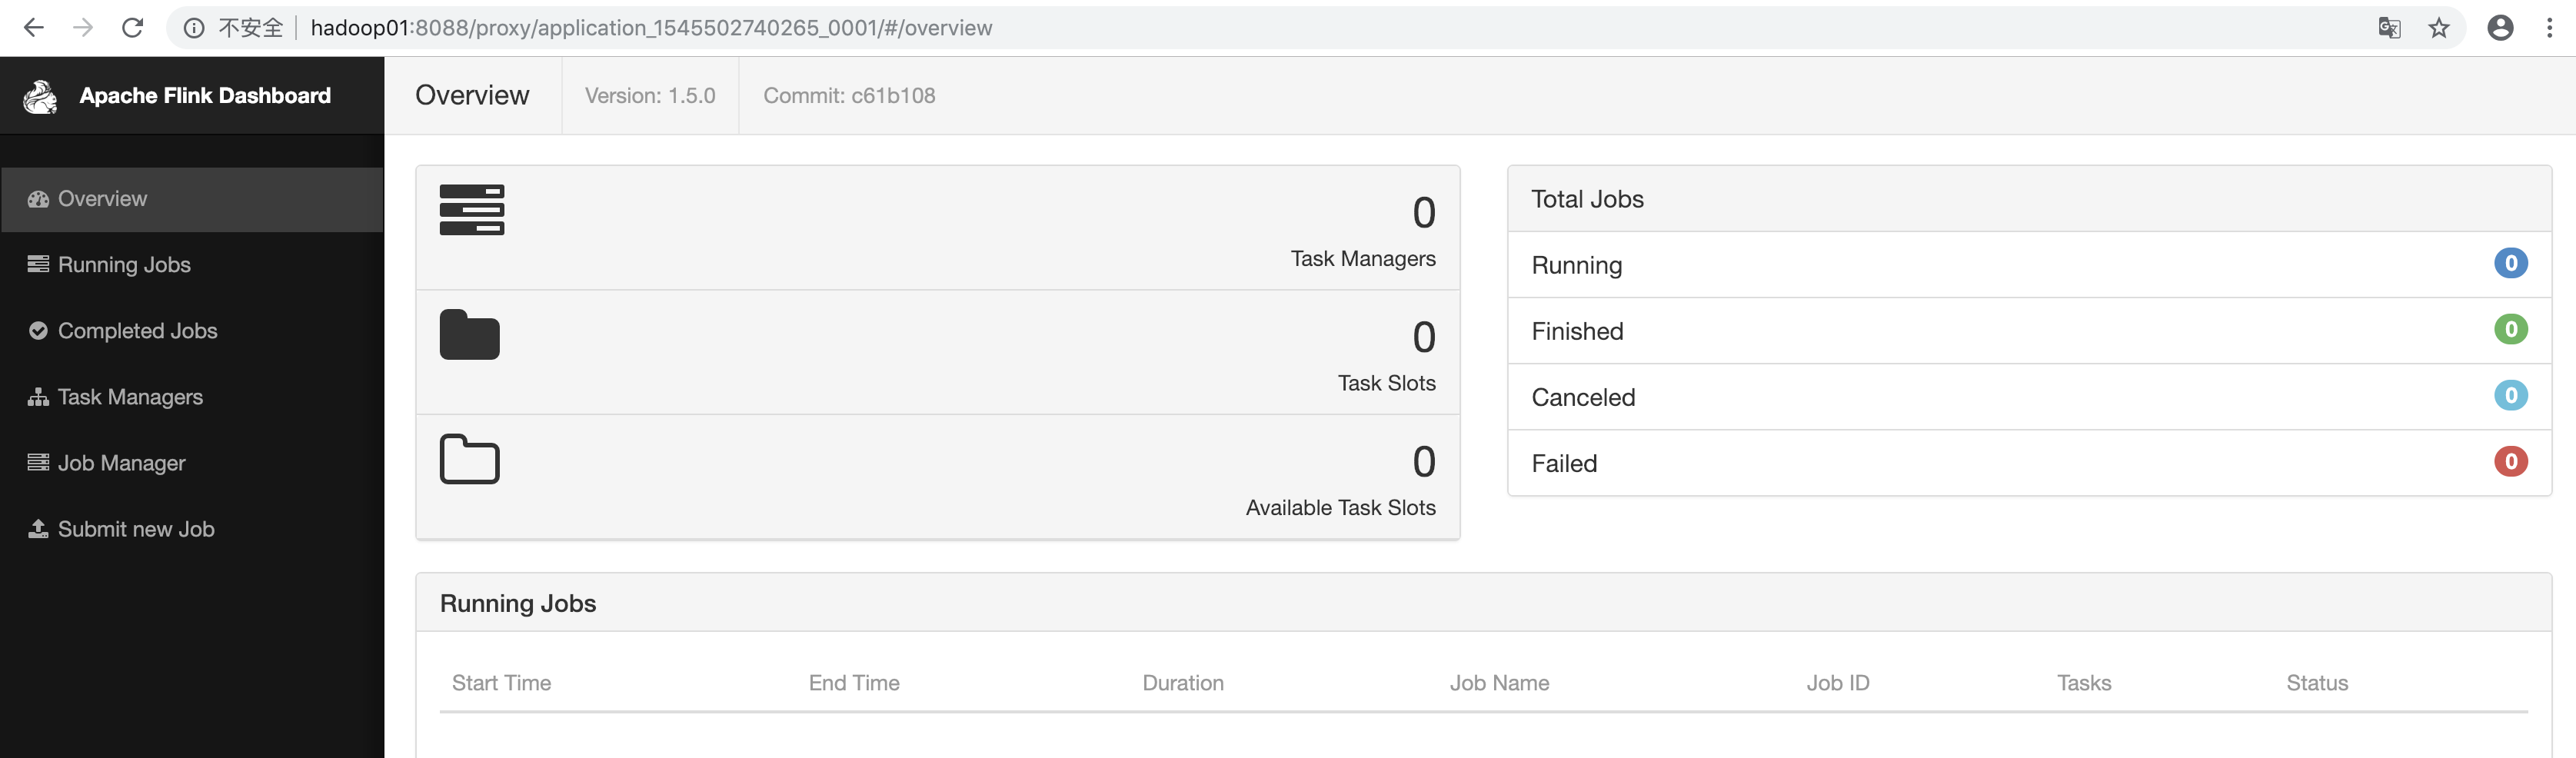 不安全 hadoop01:8088/proxy/application_1545502740265_0001/#/overview
Apache Flink Dashboard
Overview
Running Jobs
Completed Jobs
Task Managers
Job Manager
Submit new Job
Overview Version: 1.5.0 Commit: c61b108
0
Task Managers
0
Task Slots
0
Available Task Slots
Total Jobs
Running 0
Finished 0
Canceled 0
Failed 0
Running Jobs
Start Time End Time Duration Job Name Job ID Tasks Status